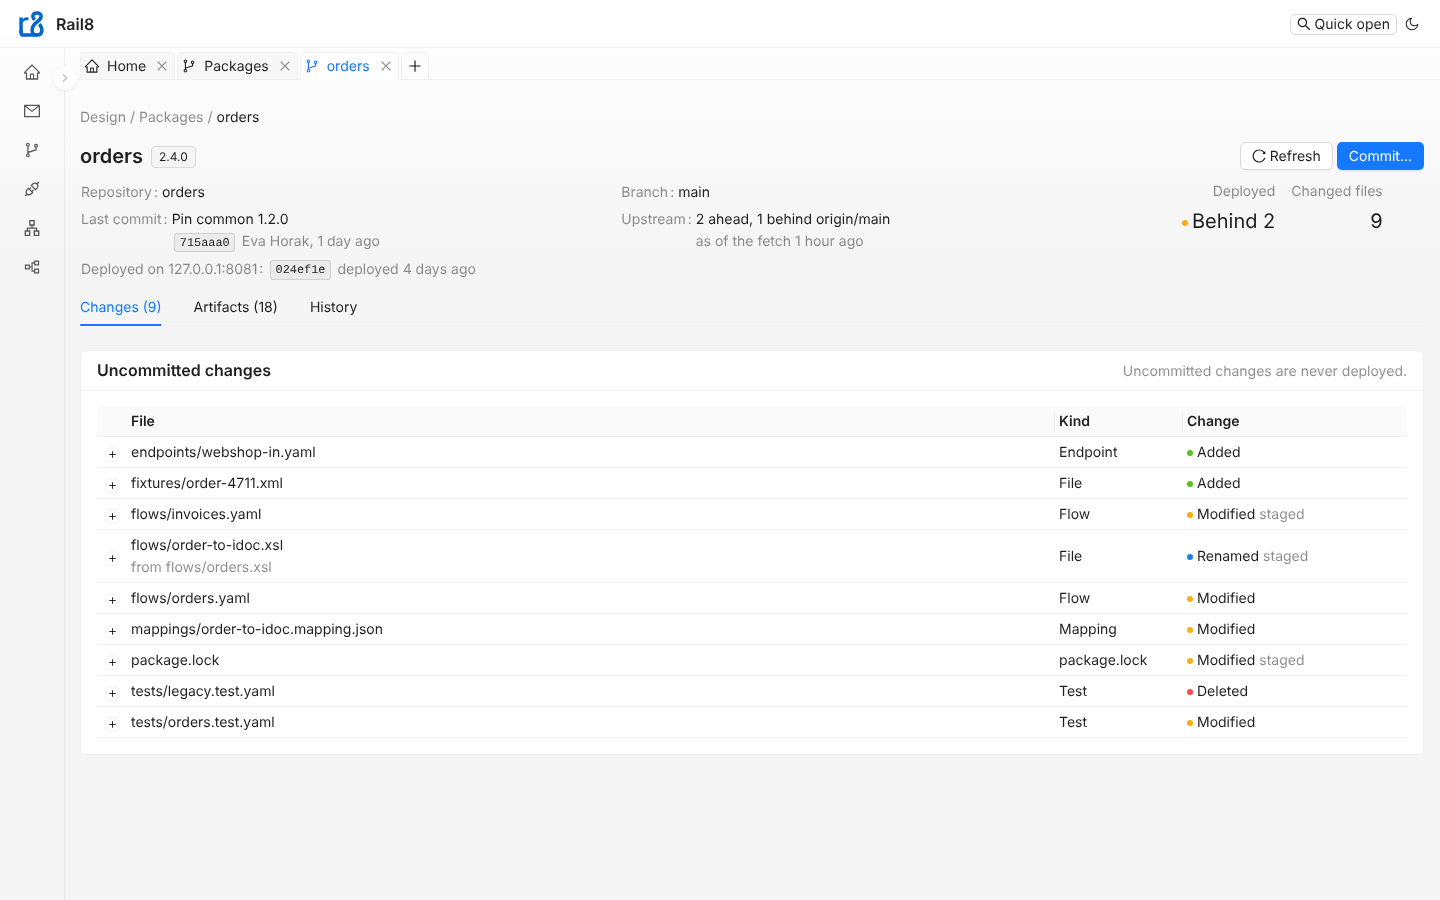 Rail8
Quick open
Home
Packages
orders
Design / Packages / orders
orders 2.4.0
Refresh
Commit...
Repository: orders
Branch: main
Deployed
Changed files
Last commit: Pin common 1.2.0
Upstream: 2 ahead, 1 behind origin/main
Behind 2
9
715aaa0 Eva Horak, 1 day ago
as of the fetch 1 hour ago
Deployed on 127.0.0.1:8081: 024ef1e deployed 4 days ago
Changes (9)
Artifacts (18)
History
Uncommitted changes
Uncommitted changes are never deployed.
File Kind Change
endpoints/webshop-in.yaml Endpoint Added
fixtures/order-4711.xml File Added
flows/invoices.yaml Flow Modified staged
flows/order-to-idoc.xsl File Renamed staged
from flows/orders.xsl
flows/orders.yaml Flow Modified
mappings/order-to-idoc.mapping.json Mapping Modified
package.lock package.lock Modified staged
tests/legacy.test.yaml Test Deleted
tests/orders.test.yaml Test Modified